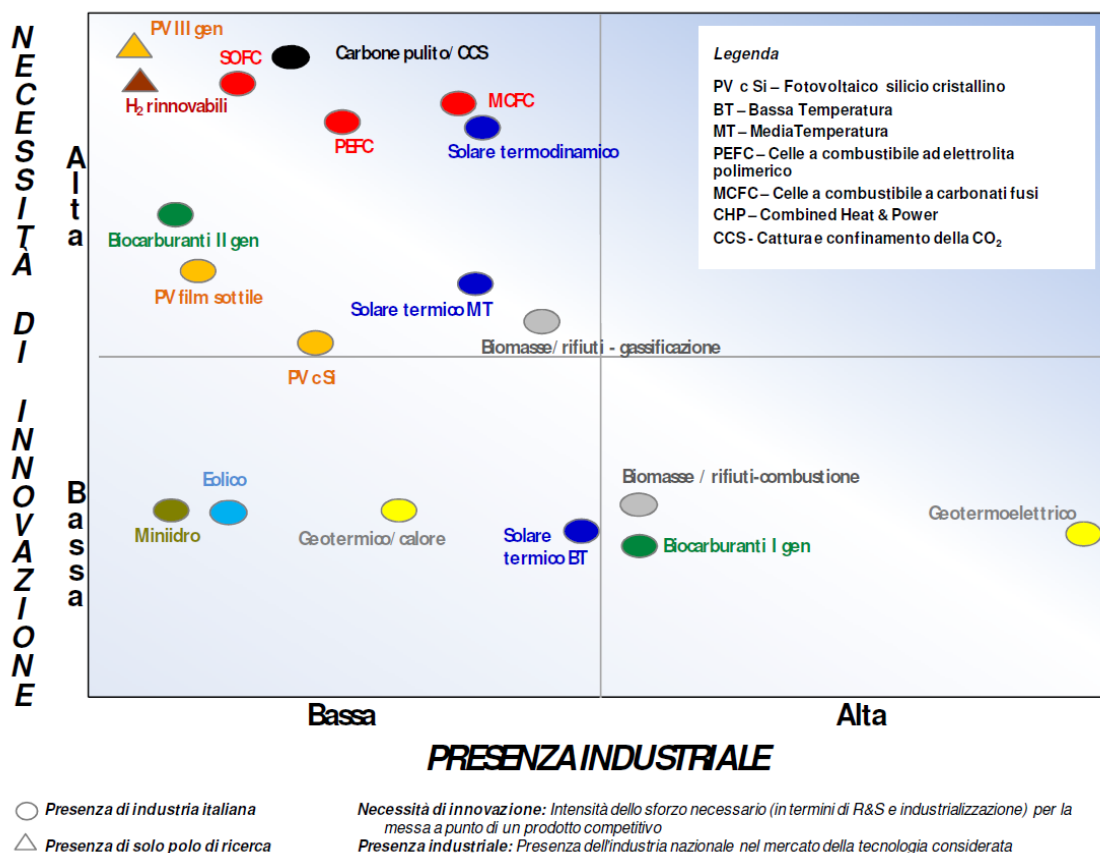 NECESSITÀ DI INNOVAZIONE
Alta
Bassa
PV III gen
SOFC
Carbone pulito/ CCS
H₂ rinnovabili
MCFC
PEFC
Solare termodinamico
Biocarburanti II gen
PV film sottile
Solare termico MT
Biomasse/ rifiuti - gassificazione
PV c Si
Legenda
PV c Si – Fotovoltaico silicio cristallino
BT – Bassa Temperatura
MT – MediaTemperatura
PEFC – Celle a combustibile ad elettrolita
polimerico
MCFC – Celle a combustibile a carbonati fusi
CHP – Combined Heat & Power
CCS - Cattura e confinamento della CO₂
Eolico
Miniidro
Geotermico/ calore
Solare
termico BT
Biomasse / rifiuti-combustione
Biocarburanti I gen
Geotermoelettrico
Bassa
Alta
PRESENZA INDUSTRIALE
Presenza di industria italiana
Presenza di solo polo di ricerca
Necessità di innovazione: Intensità dello sforzo necessario (in termini di R&S e industrializzazione) per la
messa a punto di un prodotto competitivo
Presenza industriale: Presenza dell'industria nazionale nel mercato della tecnologia considerata